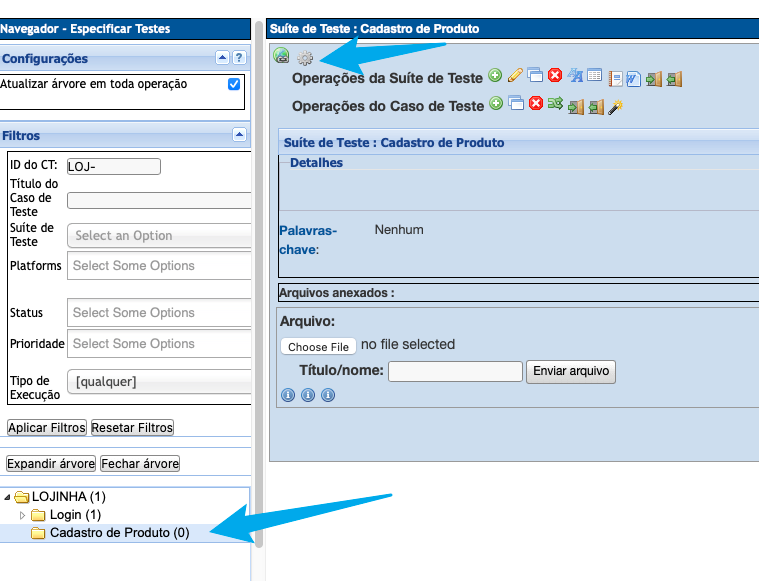 Navegador - Especificar Testes
Configurações
?
Atualizar árvore em toda operação
Filtros
ID do CT:
LOJ-
Título do
Caso de
Teste
Suíte de
Teste
Select an Option
Platforms
Select Some Options
Status
Select Some Options
Prioridade
Select Some Options
Tipo de
Execução
[qualquer]
Aplicar Filtros
Resetar Filtros
Expandir árvore
Fechar árvore
LOJINHA (1)
Login (1)
Cadastro de Produto (0)
Suíte de Teste : Cadastro de Produto
Operações da Suíte de Teste
Operações do Caso de Teste
Suíte de Teste : Cadastro de Produto
Detalhes
Palavras-
chave:
Nenhum
Arquivos anexados :
Arquivo:
Choose File
no file selected
Título/nome:
Enviar arquivo